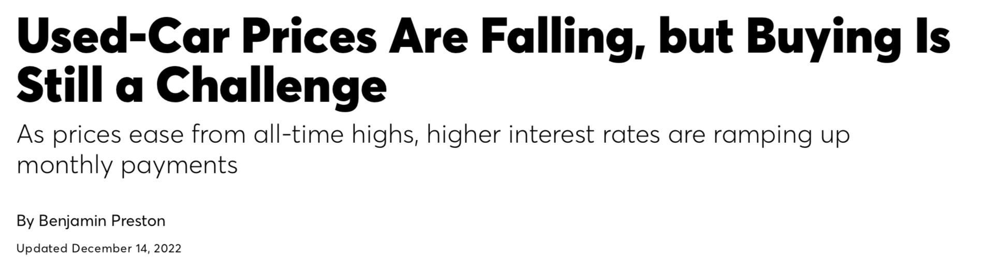 Used-Car Prices Are Falling, but Buying Is
Still a Challenge
As prices ease from all-time highs, higher interest rates are ramping up
monthly payments
By Benjamin Preston
Updated December 14, 2022